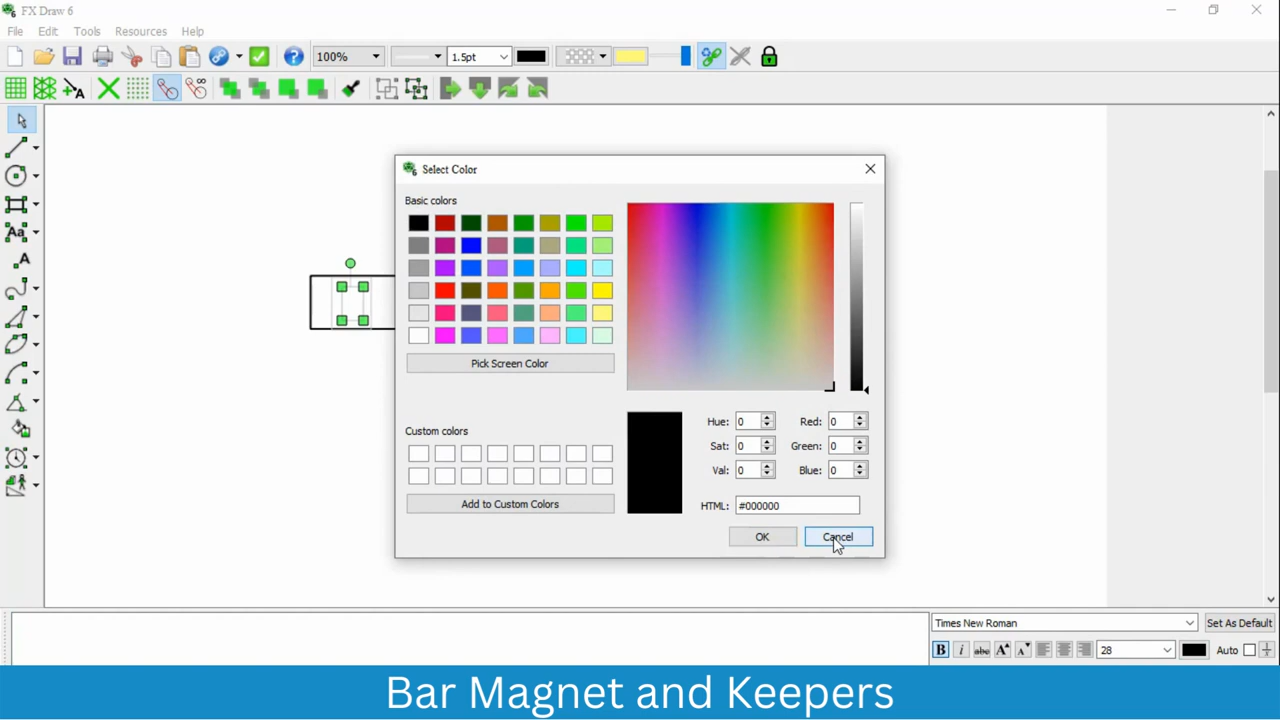 FX Draw 6
File Edit Tools Resources Help
100% 1.5pt
Select Color
Basic colors
Pick Screen Color
Custom colors
Add to Custom Colors
Hue: 0 Red: 0
Sat: 0 Green: 0
Val: 0 Blue: 0
HTML: #000000
OK Cancel
Times New Roman Set As Default
B i abc A A 28 Auto
Bar Magnet and Keepers